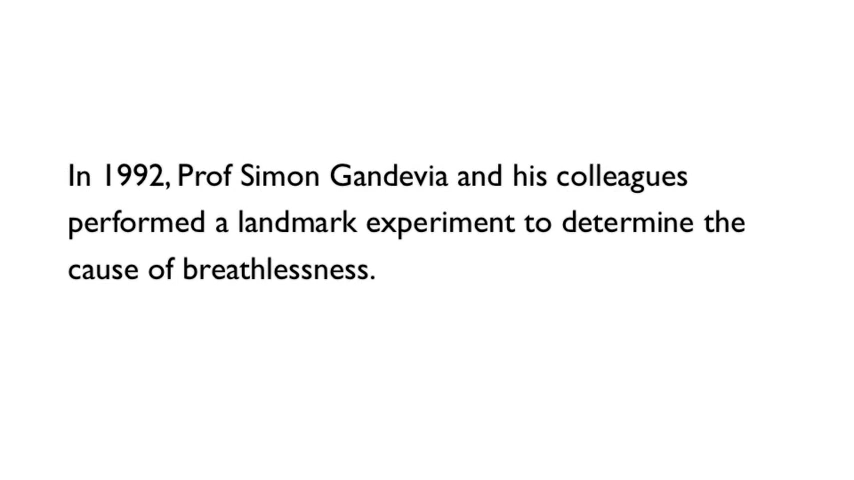 In 1992, Prof Simon Gandevia and his colleagues
performed a landmark experiment to determine the
cause of breathlessness.